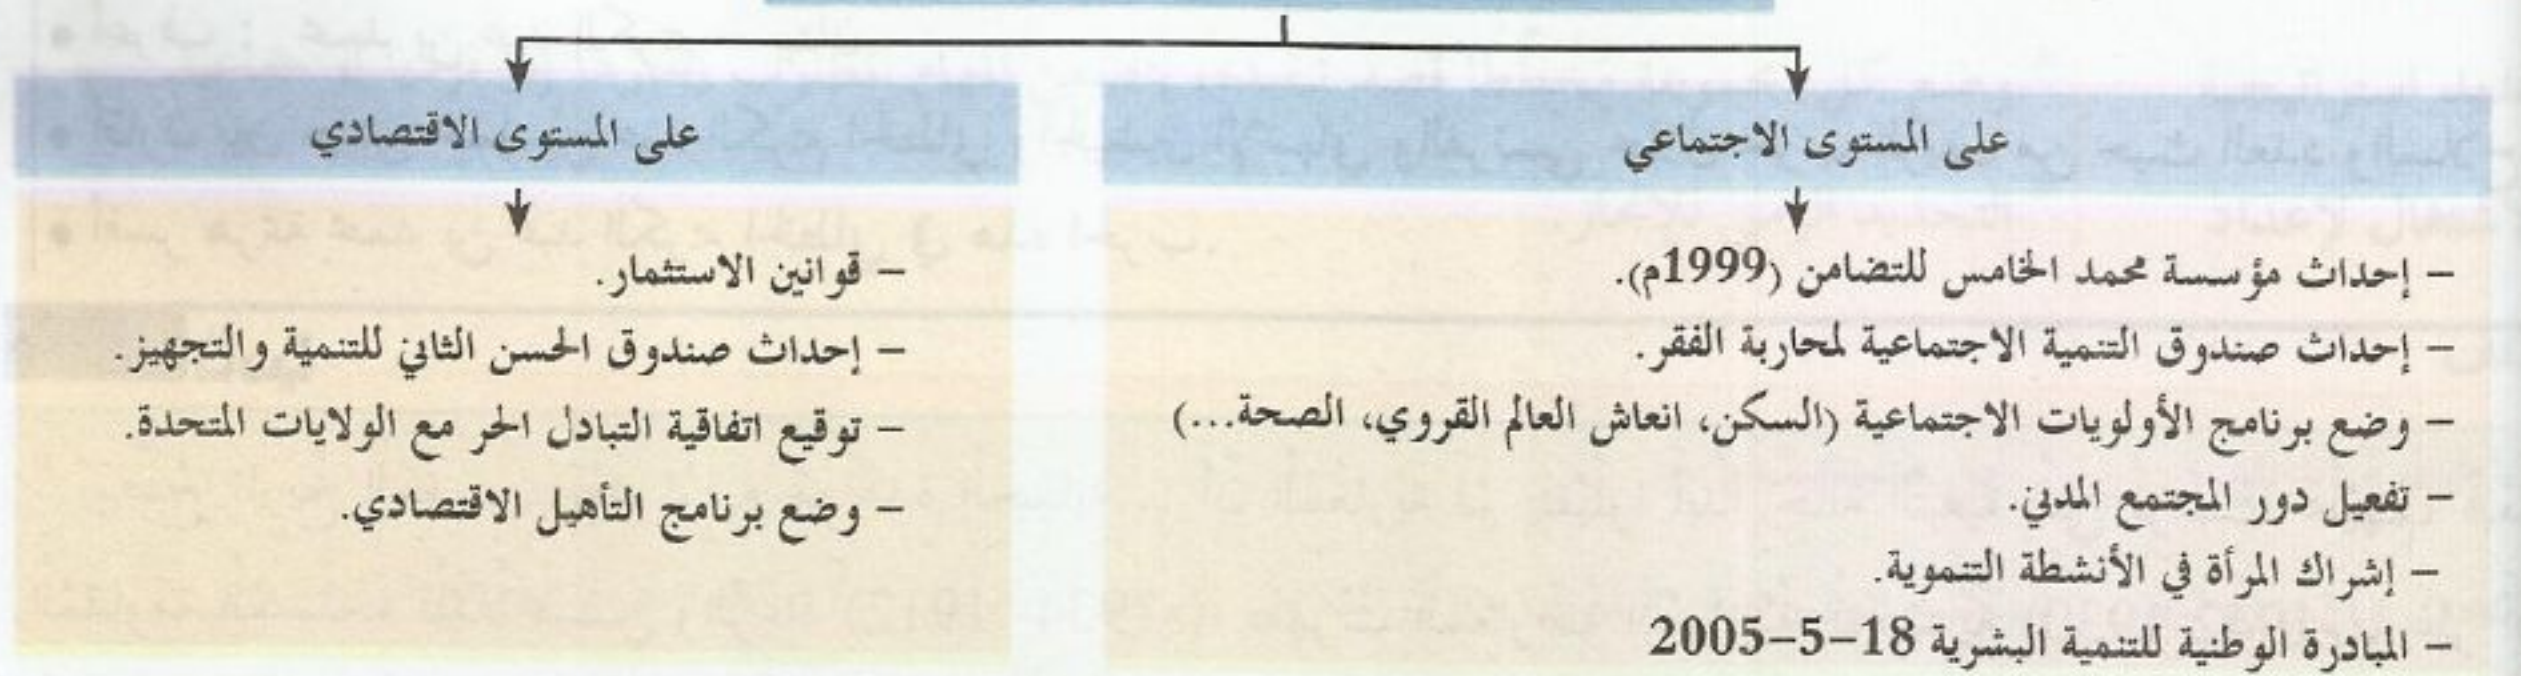 على المستوى الاجتماعي
– إحداث مؤسسة محمد الخامس للتضامن (1999م).
– إحداث صندوق التنمية الاجتماعية لمحاربة الفقر.
– وضع برنامج الأولويات الاجتماعية (السكن، انعاش العالم القروي، الصحة...)
– تفعيل دور المجتمع المدني.
– إشراك المرأة في الأنشطة التنموية.
– المبادرة الوطنية للتنمية البشرية 18–5–2005
على المستوى الاقتصادي
– قوانين الاستثمار.
– إحداث صندوق الحسن الثاني للتنمية والتجهيز.
– توقيع اتفاقية التبادل الحر مع الولايات المتحدة.
– وضع برنامج التأهيل الاقتصادي.